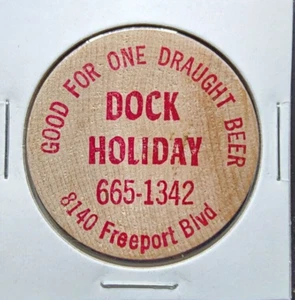 GOOD FOR ONE DRAUGHT BEER
DOCK
HOLIDAY
665-1342
8140 Freeport Blvd